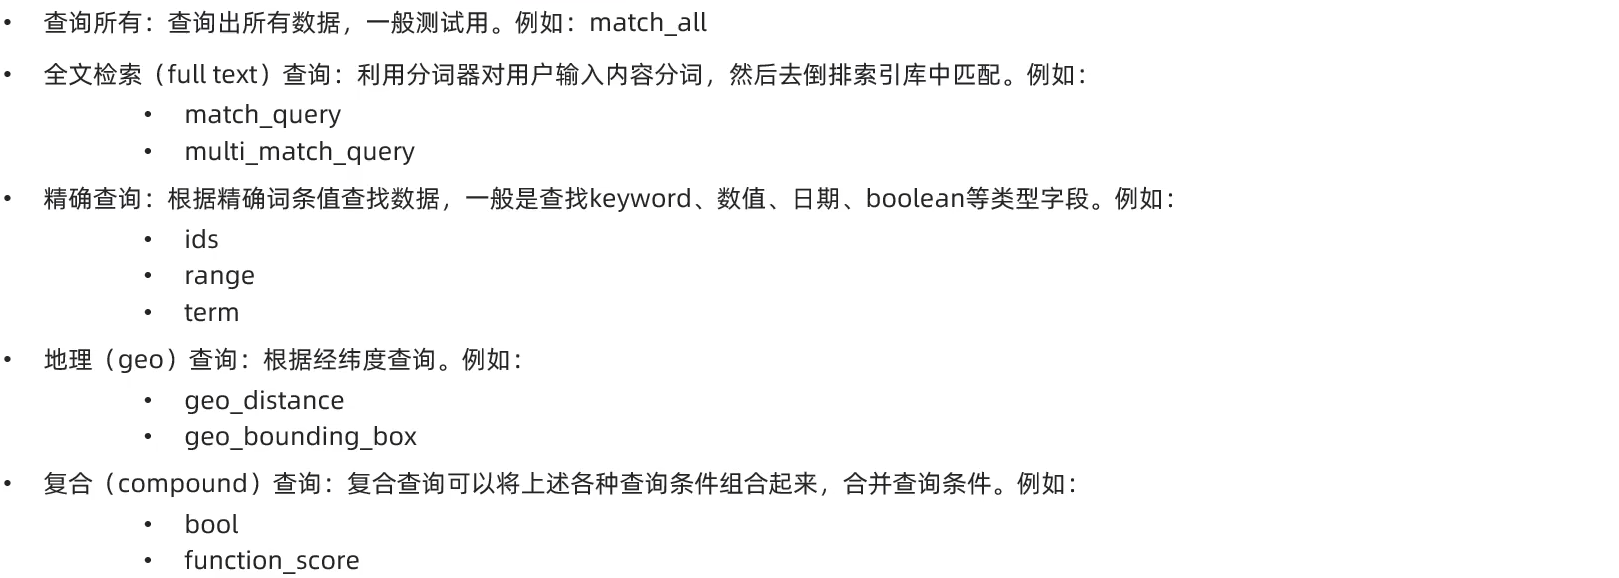 • 查询所有：查询出所有数据，一般测试用。例如：match_all
• 全文检索（full text）查询：利用分词器对用户输入内容分词，然后去倒排索引库中匹配。例如：
• match_query
• multi_match_query
• 精确查询：根据精确词条值查找数据，一般是查找keyword、数值、日期、boolean等类型字段。例如：
• ids
• range
• term
• 地理（geo）查询：根据经纬度查询。例如：
• geo_distance
• geo_bounding_box
• 复合（compound）查询：复合查询可以将上述各种查询条件组合起来，合并查询条件。例如：
• bool
• function_score